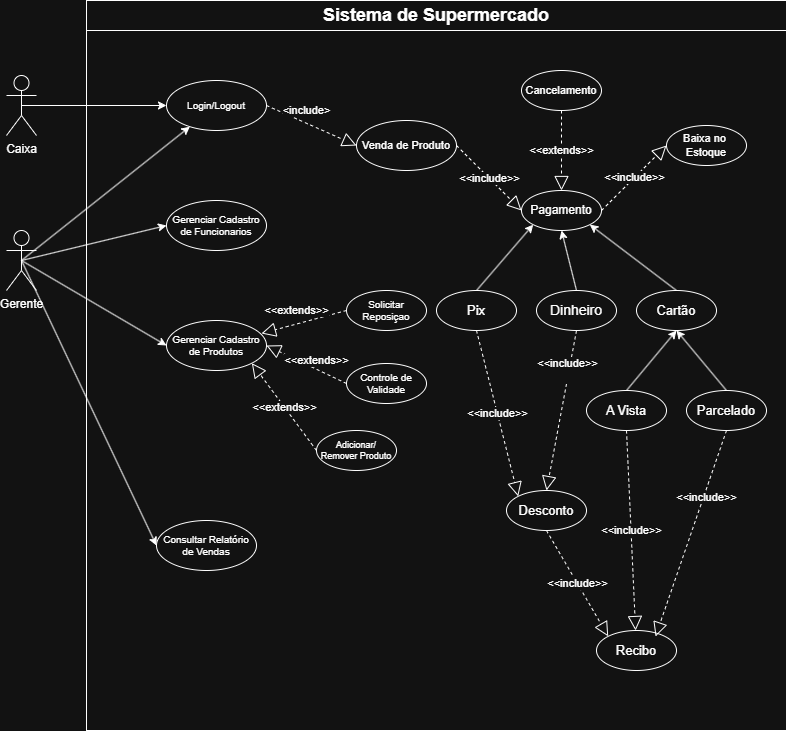 Sistema de Supermercado
Cancelamento
Login/Logout
<include>
Caixa
Venda de Produto
Baixa no
Estoque
<<extends>>
<<include>>
<<include>>
Pagamento
Gerenciar Cadastro
de Funcionarios
Gerente
Solicitar
Reposiçao
<<extends>>
Pix
Dinheiro
Cartão
Gerenciar Cadastro
de Produtos
<<extends>>
<<include>>
Controle de
Validade
<<extends>>
<<include>>
A Vista
Parcelado
Adicionar/
Remover Produto
<<include>>
Desconto
<<include>>
Consultar Relatório
de Vendas
<<include>>
Recibo